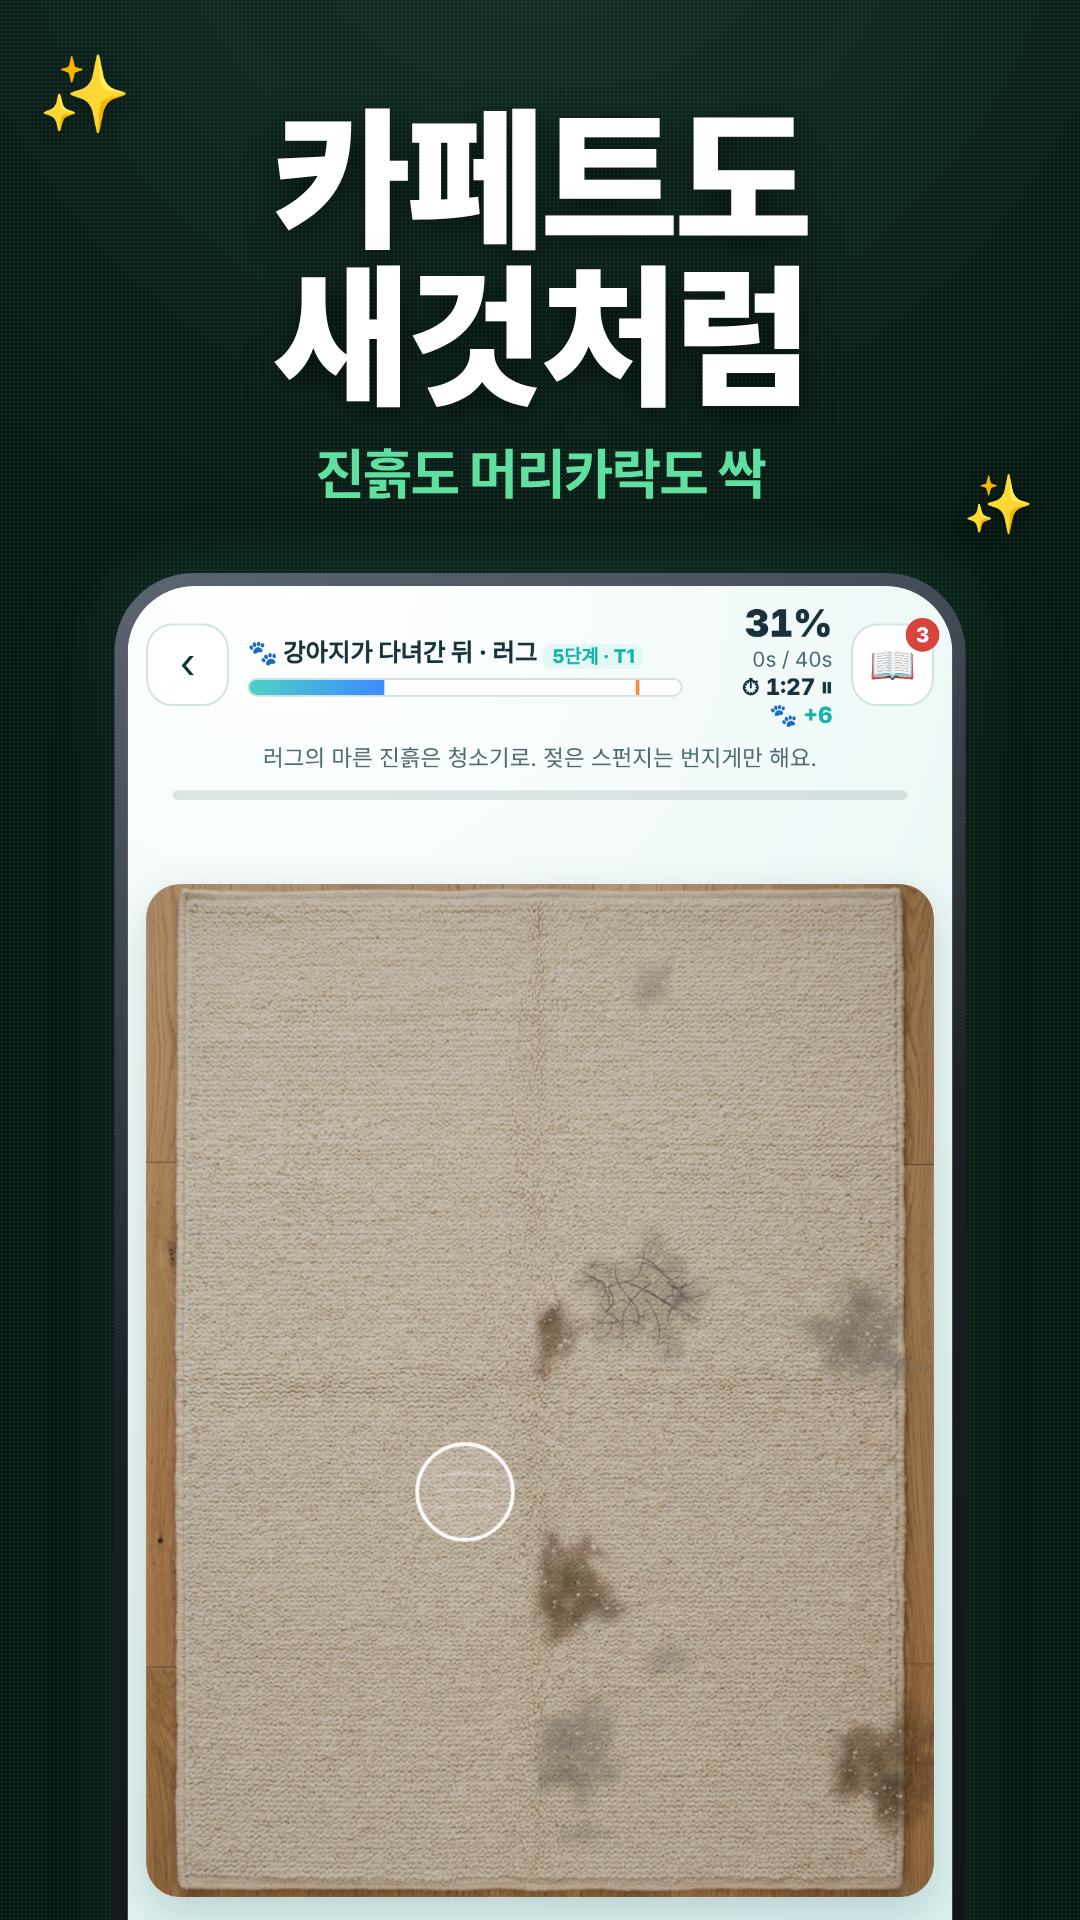 카페트도
새것처럼
진흙도 머리카락도 싹
‹
🐾 강아지가 다녀간 뒤 · 러그 5단계 · T1
31%
0s / 40s
⏱ 1:27 ⏸
🐾 +6
3
러그의 마른 진흙은 청소기로. 젖은 스펀지는 번지게만 해요.